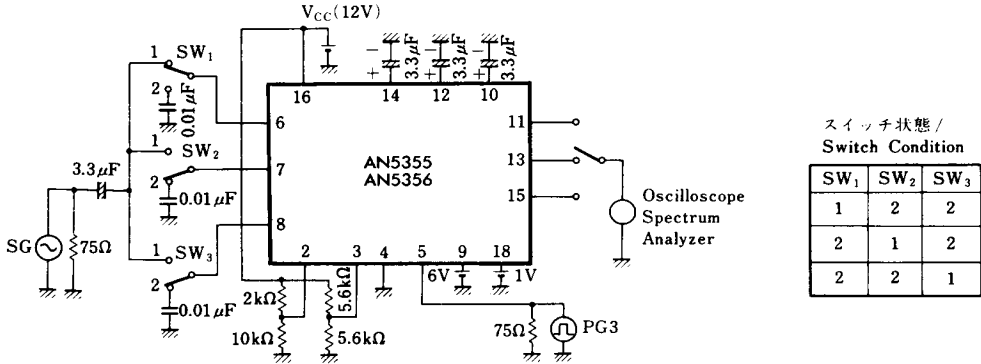 V_CC(12V)
1 SW₁
2
0.01μF
3.3μF
3.3μF
3.3μF
16 14 12 10
6
7
8
1 SW₂
2
0.01μF
3.3μF
SG
75Ω
1 SW₃
2
0.01μF
AN5355
AN5356
11
13
15
Oscilloscope
Spectrum
Analyzer
2 3 4 5 9 18
6V
1V
2kΩ
5.6kΩ
10kΩ
5.6kΩ
75Ω
PG3
スイッチ状態/
Switch Condition
SW₁ SW₂ SW₃
1 2 2
2 1 2
2 2 1